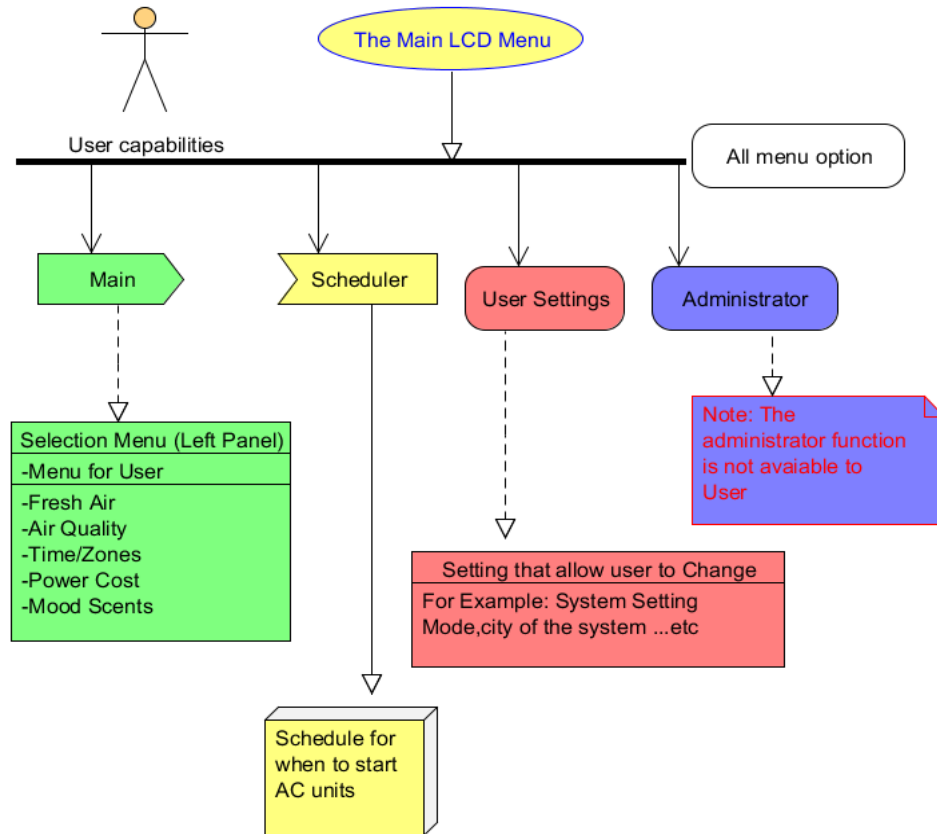 The Main LCD Menu
User capabilities
All menu option
Main
Scheduler
User Settings
Administrator
Selection Menu (Left Panel)
-Menu for User
-Fresh Air
-Air Quality
-Time/Zones
-Power Cost
-Mood Scents
Note: The
administrator function
is not avaiable to
User
Setting that allow user to Change
For Example: System Setting
Mode,city of the system ...etc
Schedule for
when to start
AC units